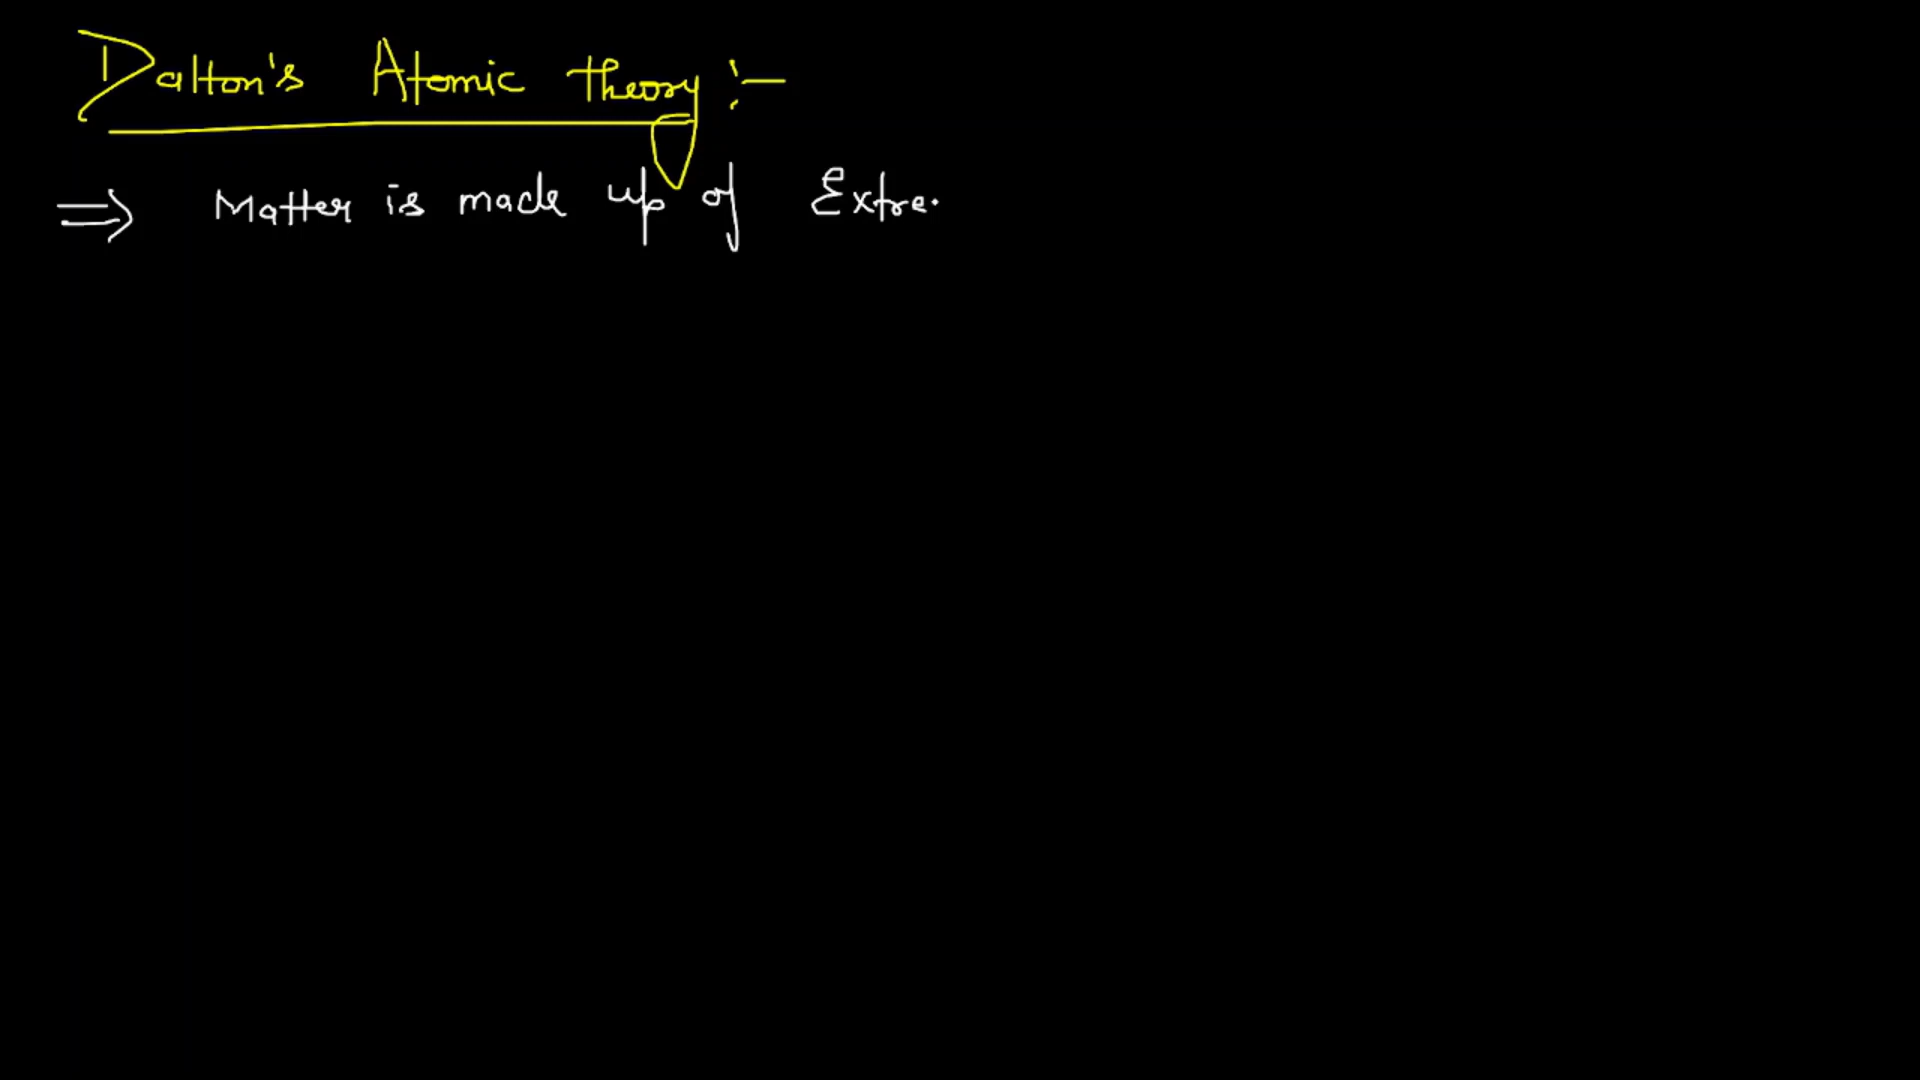 Dalton's Atomic theory :-
⇒ Matter is made up of Extre.